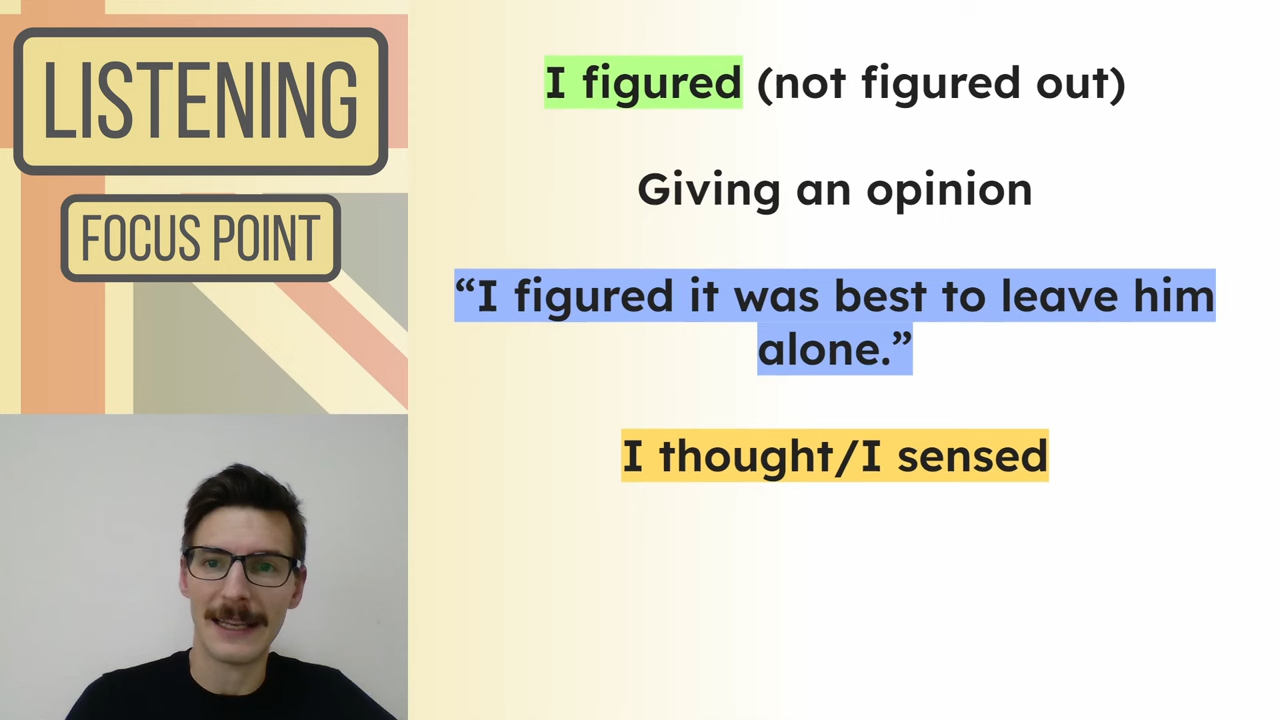 LISTENING
FOCUS POINT
I figured (not figured out)
Giving an opinion
“I figured it was best to leave him
alone.”
I thought/I sensed